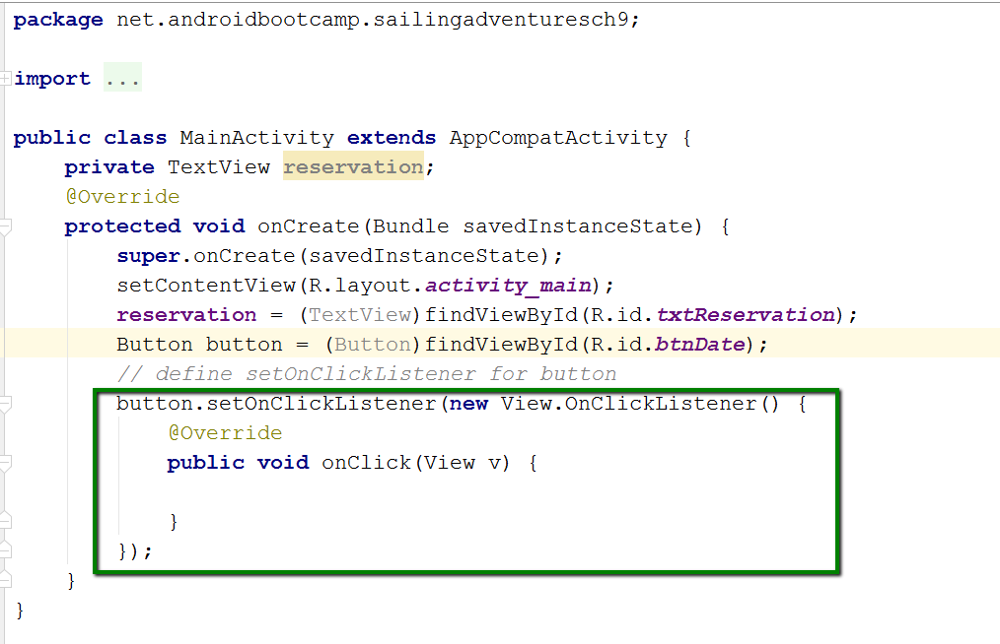 package net.androidbootcamp.sailingadventuresch9;
import ...
public class MainActivity extends AppCompatActivity {
private TextView reservation;
@Override
protected void onCreate(Bundle savedInstanceState) {
super.onCreate(savedInstanceState);
setContentView(R.layout.activity_main);
reservation = (TextView)findViewById(R.id.txtReservation);
Button button = (Button)findViewById(R.id.btnDate);
// define setOnClickListener for button
button.setOnClickListener(new View.OnClickListener() {
@Override
public void onClick(View v) {
}
});
}
}